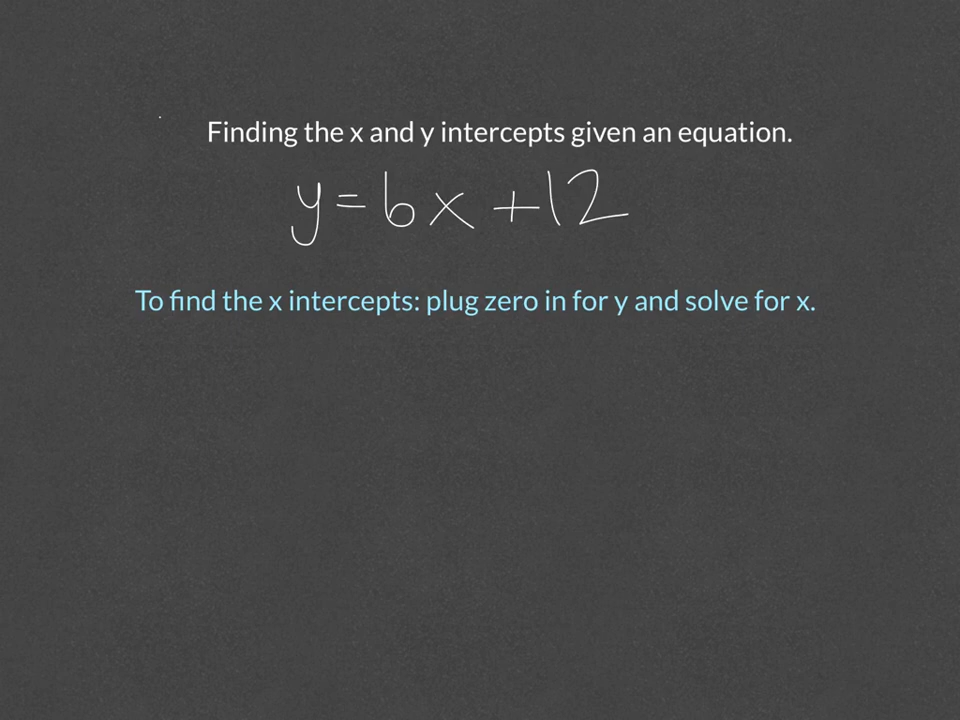 Finding the x and y intercepts given an equation.
y=6x+12
To find the x intercepts: plug zero in for y and solve for x.